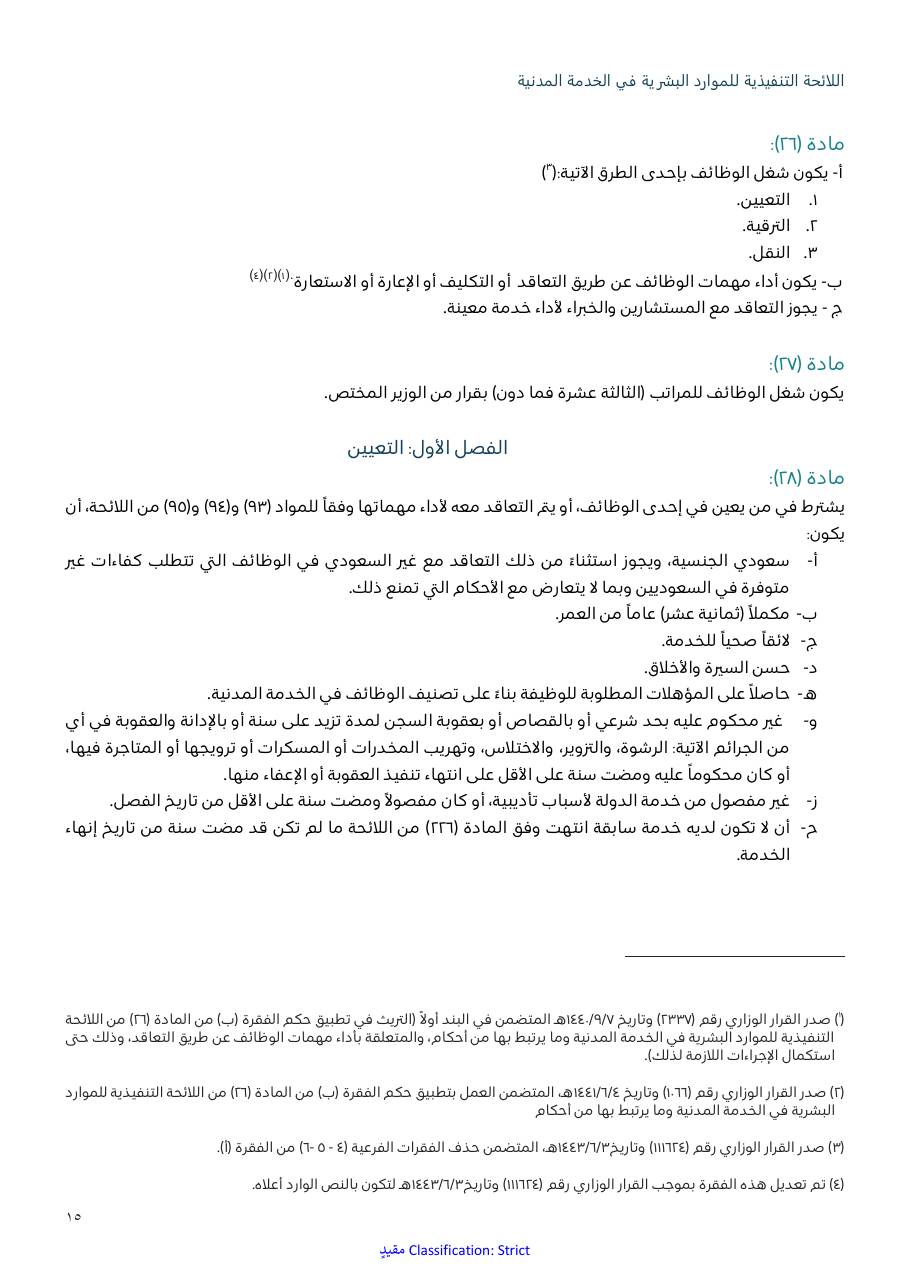 اللائحة التنفيذية للموارد البشرية في الخدمة المدنية
مادة (٢٦):
أ- يكون شغل الوظائف بإحدى الطرق الآتية:(٣)
١. التعيين.
٢. الترقية.
٣. النقل.
ب- يكون أداء مهمات الوظائف عن طريق التعاقد أو التكليف أو الإعارة أو الاستعارة.(١)(٢)(٤)
ج - يجوز التعاقد مع المستشارين والخبراء لأداء خدمة معينة.
مادة (٢٧):
يكون شغل الوظائف للمراتب (الثالثة عشرة فما دون) بقرار من الوزير المختص.
الفصل الأول: التعيين
مادة (٢٨):
يشترط في من يعين في إحدى الوظائف، أو يتم التعاقد معه لأداء مهماتها وفقاً للمواد (٩٣) و(٩٤) و(٩٥) من اللائحة، أن
يكون:
أ- سعودي الجنسية، ويجوز استثناءً من ذلك التعاقد مع غير السعودي في الوظائف التي تتطلب كفاءات غير
متوفرة في السعوديين وبما لا يتعارض مع الأحكام التي تمنع ذلك.
ب- مكملاً (ثمانية عشر) عاماً من العمر.
ج- لائقاً صحياً للخدمة.
د- حسن السيرة والأخلاق.
هـ- حاصلاً على المؤهلات المطلوبة للوظيفة بناءً على تصنيف الوظائف في الخدمة المدنية.
و- غير محكوم عليه بحد شرعي أو بالقصاص أو بعقوبة السجن لمدة تزيد على سنة أو بالإدانة والعقوبة في أي
من الجرائم الآتية: الرشوة، والتزوير، والاختلاس، وتهريب المخدرات أو المسكرات أو ترويجها أو المتاجرة فيها،
أو كان محكوماً عليه ومضت سنة على الأقل على انتهاء تنفيذ العقوبة أو الإعفاء منها.
ز- غير مفصول من خدمة الدولة لأسباب تأديبية، أو كان مفصولاً ومضت سنة على الأقل من تاريخ الفصل.
ح- أن لا تكون لديه خدمة سابقة انتهت وفق المادة (٢٢٦) من اللائحة ما لم تكن قد مضت سنة من تاريخ إنهاء
الخدمة.
(١) صدر القرار الوزاري رقم (٢٣٣٧) وتاريخ ١٤٤٠/٩/٧هـ المتضمن في البند أولاً (التريث في تطبيق حكم الفقرة (ب) من المادة (٢٦) من اللائحة
التنفيذية للموارد البشرية في الخدمة المدنية وما يرتبط بها من أحكام، والمتعلقة بأداء مهمات الوظائف عن طريق التعاقد، وذلك حتى
استكمال الإجراءات اللازمة لذلك).
(٢) صدر القرار الوزاري رقم (١٠٦٦) وتاريخ ١٤٤١/٦/٤هـ، المتضمن العمل بتطبيق حكم الفقرة (ب) من المادة (٢٦) من اللائحة التنفيذية للموارد
البشرية في الخدمة المدنية وما يرتبط بها من أحكام
(٣) صدر القرار الوزاري رقم (١١١٦٢٤) وتاريخ١٤٤٣/٦/٣هـ، المتضمن حذف الفقرات الفرعية (٤ - ٥ -٦) من الفقرة (أ).
(٤) تم تعديل هذه الفقرة بموجب القرار الوزاري رقم (١١١٦٢٤) وتاريخ١٤٤٣/٦/٣هـ لتكون بالنص الوارد أعلاه.
١٥
Classification: Strict مقيدٍ